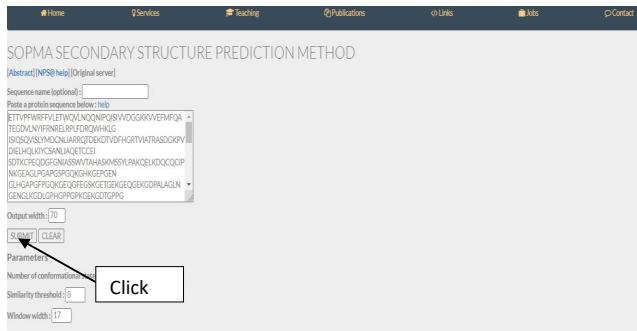 Home Services Teaching Publications Links Jobs Contact
SOPMA SECONDARY STRUCTURE PREDICTION METHOD
[Abstract] [NPS@ help] [Original server]
Sequence name (optional) :
Paste a protein sequence below : help
ETTVPFWRFFVLETWQVLNQQNIPQISIVVDGGKKVVEFMFQA
TEGDVLNYIFRNRELRPLFDRQWHKLG
ISIQSQVISLYMDCNLIARRQTDEKDTVDFHGRTVIATRASDGKPV
DIELHQLKIYCSANLIAQETCCEI
SDTKCPEQDGFGNIASSWVTAHASKMSSYLPAKQELKDQCQCIP
NKGEAGLPGAPGSPGQKGHKGEPGEN
GLHGAPGFPGQKGEQGFEGSKGETGEKGEQGEKGDPALAGLN
GENGLKGDLGPHGPPGPKGEKGDTGPPG
Output width : 70
SUBMIT CLEAR
Parameters
Number of conformational
Click
Similarity threshold : 8
Window width : 17